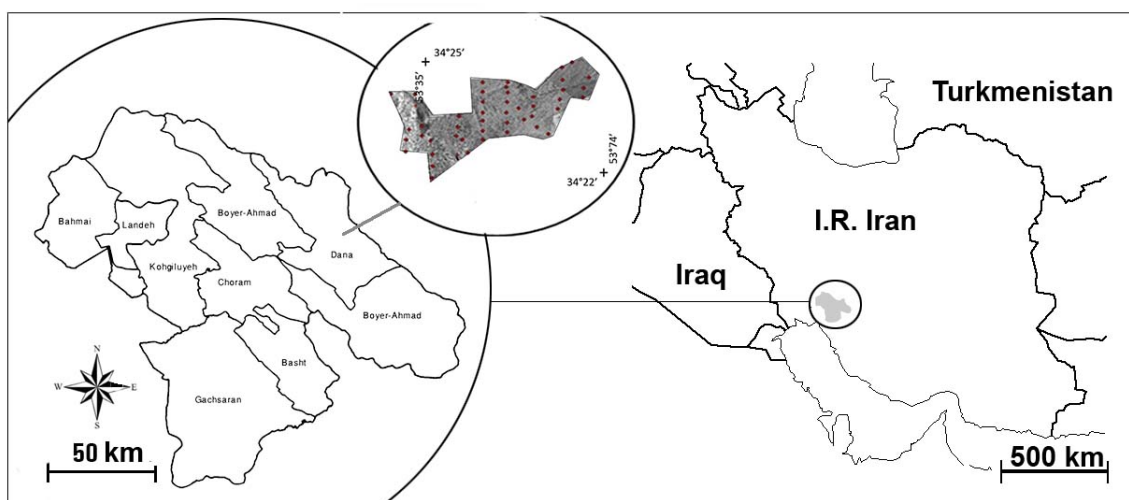 34°25′
53°35′
53°74′
34°22′
Turkmenistan
I.R. Iran
Iraq
Bahmai
Landeh
Boyer-Ahmad
Kohgiluyeh
Choram
Dana
Boyer-Ahmad
Basht
Gachsaran
N
W
E
S
50 km
500 km